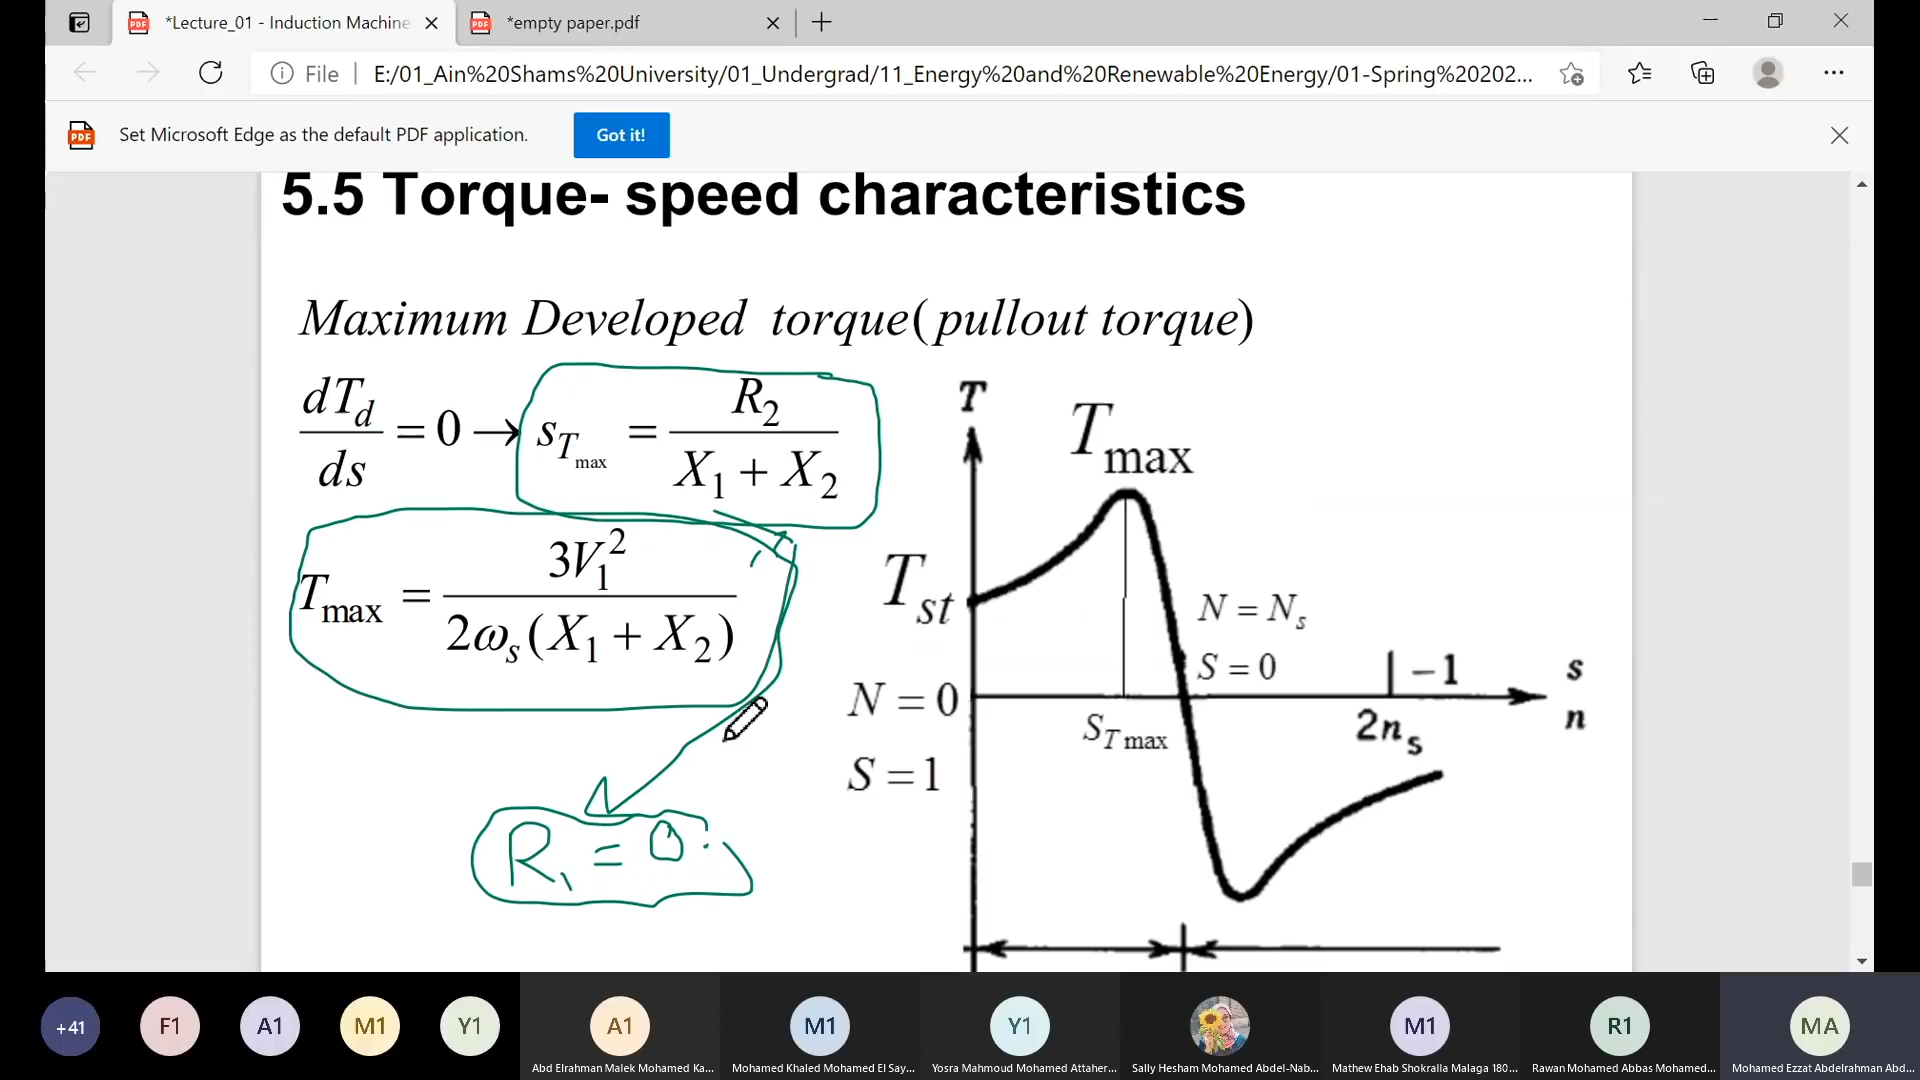 *Lecture_01 - Induction Machine
*empty paper.pdf
File
E:/01_Ain%20Shams%20University/01_Undergrad/11_Energy%20and%20Renewable%20Energy/01-Spring%20202...
PDF
Set Microsoft Edge as the default PDF application.
Got it!
5.5 Torque- speed characteristics
Maximum Developed torque(pullout torque)
dT_d/ds = 0 → s_Tmax = R_2/(X_1 + X_2)
T_max = 3V_1^2/(2ω_s(X_1 + X_2))
R_1 = 0
T
T_max
T_st
N = N_s
S = 0
N = 0
S = 1
S_Tmax
-1
2n_s
s
n
+41
F1
A1
M1
Y1
A1
M1
Y1
M1
R1
MA
Abd Elrahman Malek Mohamed Ka...
Mohamed Khaled Mohamed El Say...
Yosra Mahmoud Mohamed Attaher...
Sally Hesham Mohamed Abdel-Nab...
Mathew Ehab Shokralla Malaga 180...
Rawan Mohamed Abbas Mohamed...
Mohamed Ezzat Abdelrahman Abd...